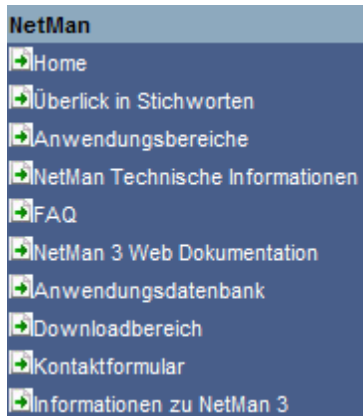 NetMan
Home
Überlick in Stichworten
Anwendungsbereiche
NetMan Technische Informationen
FAQ
NetMan 3 Web Dokumentation
Anwendungsdatenbank
Downloadbereich
Kontaktformular
Informationen zu NetMan 3